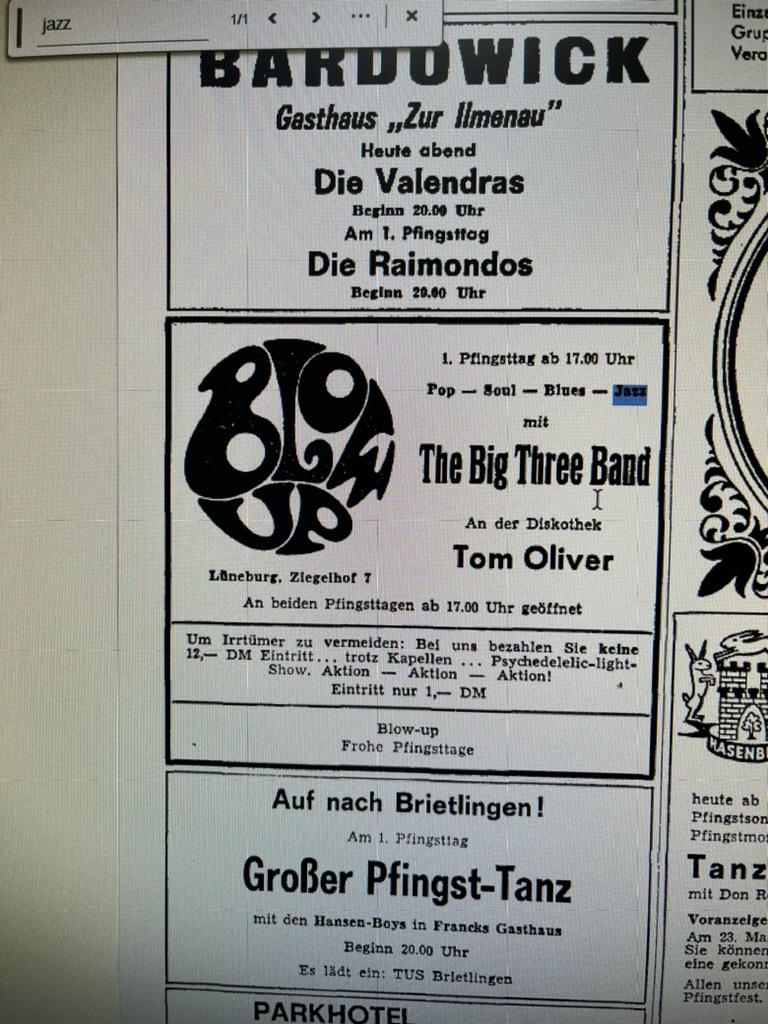 jazz 1/1
BARDOWICK
Gasthaus „Zur Ilmenau"
Heute abend
Die Valendras
Beginn 20.00 Uhr
Am 1. Pfingsttag
Die Raimondos
Beginn 20.00 Uhr
BLOW
UP
Lüneburg, Ziegelhof 7
1. Pfingsttag ab 17.00 Uhr
Pop — Soul — Blues — Jazz
mit
The Big Three Band
An der Diskothek
Tom Oliver
An beiden Pfingsttagen ab 17.00 Uhr geöffnet
Um Irrtümer zu vermeiden: Bei uns bezahlen Sie keine
12,— DM Eintritt ... trotz Kapellen ... Psychedelelic-light-
Show. Aktion — Aktion — Aktion!
Eintritt nur 1,— DM
Blow-up
Frohe Pfingsttage
Auf nach Brietlingen!
Am 1. Pfingsttag
Großer Pfingst-Tanz
mit den Hansen-Boys in Francks Gasthaus
Beginn 20.00 Uhr
Es lädt ein: TUS Brietlingen
PARKHOTEL
Einze
Grup
Vera
HASENB
heute ab
Pfingstson
Pfingstmo
Tanz
mit Don R
Voranzeige
Am 23. Ma
Sie können
eine gekonn
Allen unse
Pfingstfest.